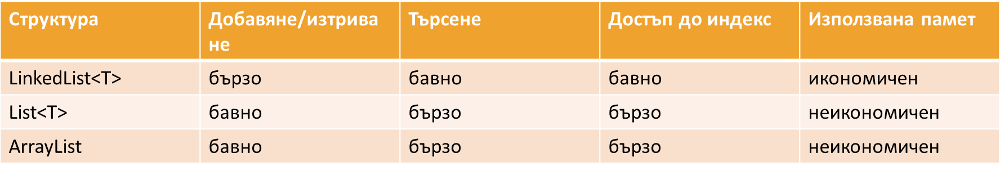 Структура Добавяне/изтрива Търсене Достъп до индекс Използвана памет
не
LinkedList<T> бързо бавно бавно икономичен
List<T> бавно бързо бързо неикономичен
ArrayList бавно бързо бързо неикономичен